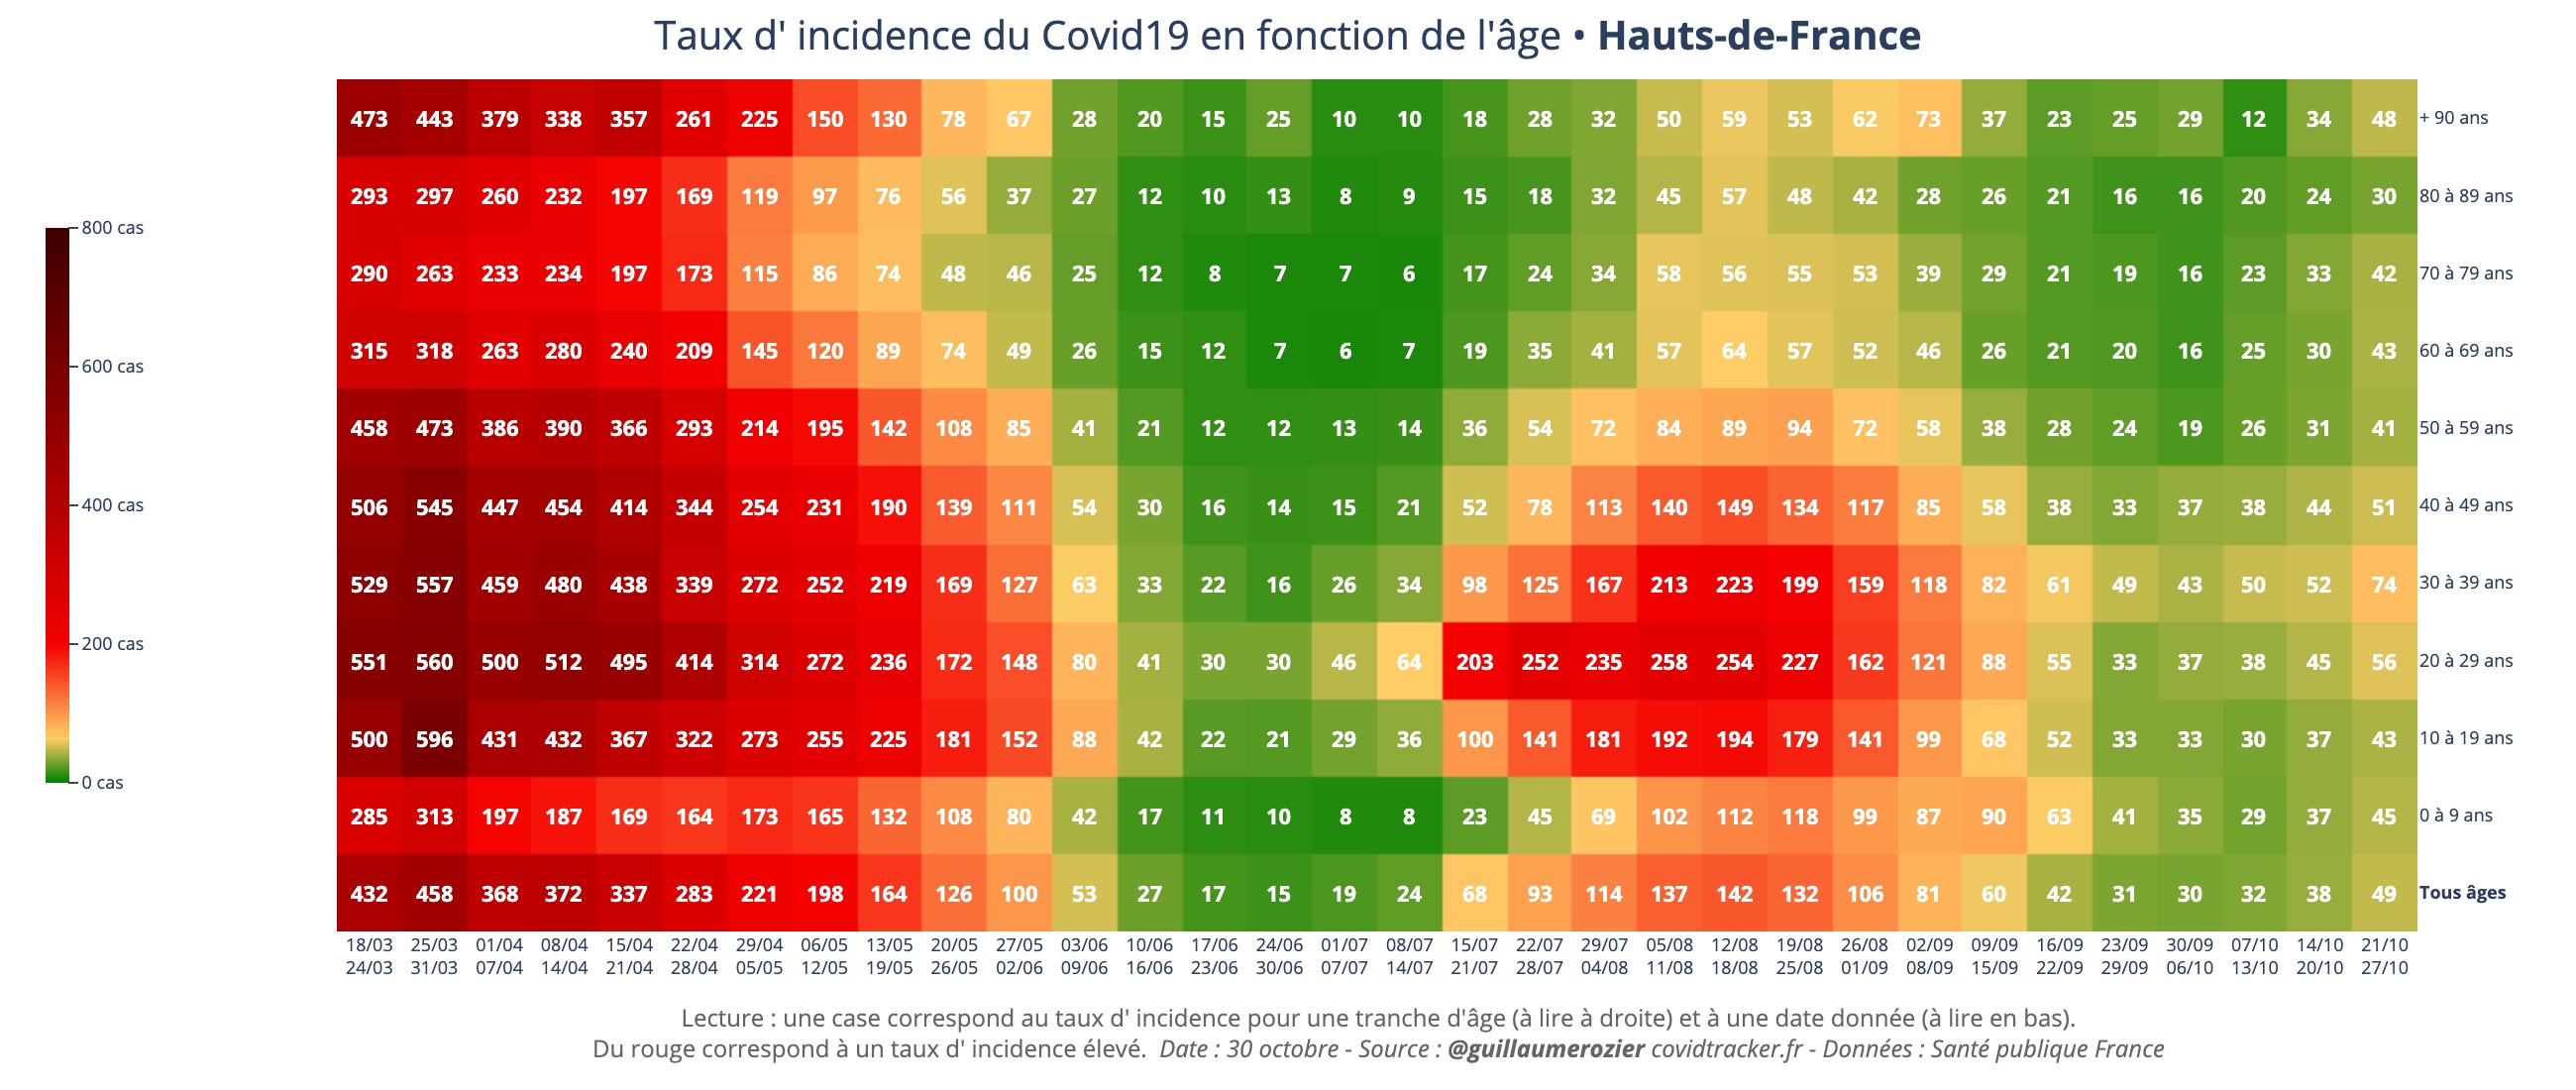 Taux d' incidence du Covid19 en fonction de l'âge • Hauts-de-France
473 443 379 338 357 261 225 150 130 78 67 28 20 15 25 10 10 18 28 32 50 59 53 62 73 37 23 25 29 12 34 48 + 90 ans
293 297 260 232 197 169 119 97 76 56 37 27 12 10 13 8 9 15 18 32 45 57 48 42 28 26 21 16 16 20 24 30 80 à 89 ans
800 cas
290 263 233 234 197 173 115 86 74 48 46 25 12 8 7 7 6 17 24 34 58 56 55 53 39 29 21 19 16 23 33 42 70 à 79 ans
315 318 263 280 240 209 145 120 89 74 49 26 15 12 7 6 7 19 35 41 57 64 57 52 46 26 21 20 16 25 30 43 60 à 69 ans
600 cas
458 473 386 390 366 293 214 195 142 108 85 41 21 12 12 13 14 36 54 72 84 89 94 72 58 38 28 24 19 26 31 41 50 à 59 ans
400 cas
506 545 447 454 414 344 254 231 190 139 111 54 30 16 14 15 21 52 78 113 140 149 134 117 85 58 38 33 37 38 44 51 40 à 49 ans
529 557 459 480 438 339 272 252 219 169 127 63 33 22 16 26 34 98 125 167 213 223 199 159 118 82 61 49 43 50 52 74 30 à 39 ans
200 cas
551 560 500 512 495 414 314 272 236 172 148 80 41 30 30 46 64 203 252 235 258 254 227 162 121 88 55 33 37 38 45 56 20 à 29 ans
500 596 431 432 367 322 273 255 225 181 152 88 42 22 21 29 36 100 141 181 192 194 179 141 99 68 52 33 33 30 37 43 10 à 19 ans
0 cas
285 313 197 187 169 164 173 165 132 108 80 42 17 11 10 8 8 23 45 69 102 112 118 99 87 90 63 41 35 29 37 45 0 à 9 ans
432 458 368 372 337 283 221 198 164 126 100 53 27 17 15 19 24 68 93 114 137 142 132 106 81 60 42 31 30 32 38 49 Tous âges
18/03 25/03 01/04 08/04 15/04 22/04 29/04 06/05 13/05 20/05 27/05 03/06 10/06 17/06 24/06 01/07 08/07 15/07 22/07 29/07 05/08 12/08 19/08 26/08 02/09 09/09 16/09 23/09 30/09 07/10 14/10 21/10
24/03 31/03 07/04 14/04 21/04 28/04 05/05 12/05 19/05 26/05 02/06 09/06 16/06 23/06 30/06 07/07 14/07 21/07 28/07 04/08 11/08 18/08 25/08 01/09 08/09 15/09 22/09 29/09 06/10 13/10 20/10 27/10
Lecture : une case correspond au taux d' incidence pour une tranche d'âge (à lire à droite) et à une date donnée (à lire en bas).
Du rouge correspond à un taux d' incidence élevé. Date : 30 octobre - Source : @guillaumerozier covidtracker.fr - Données : Santé publique France